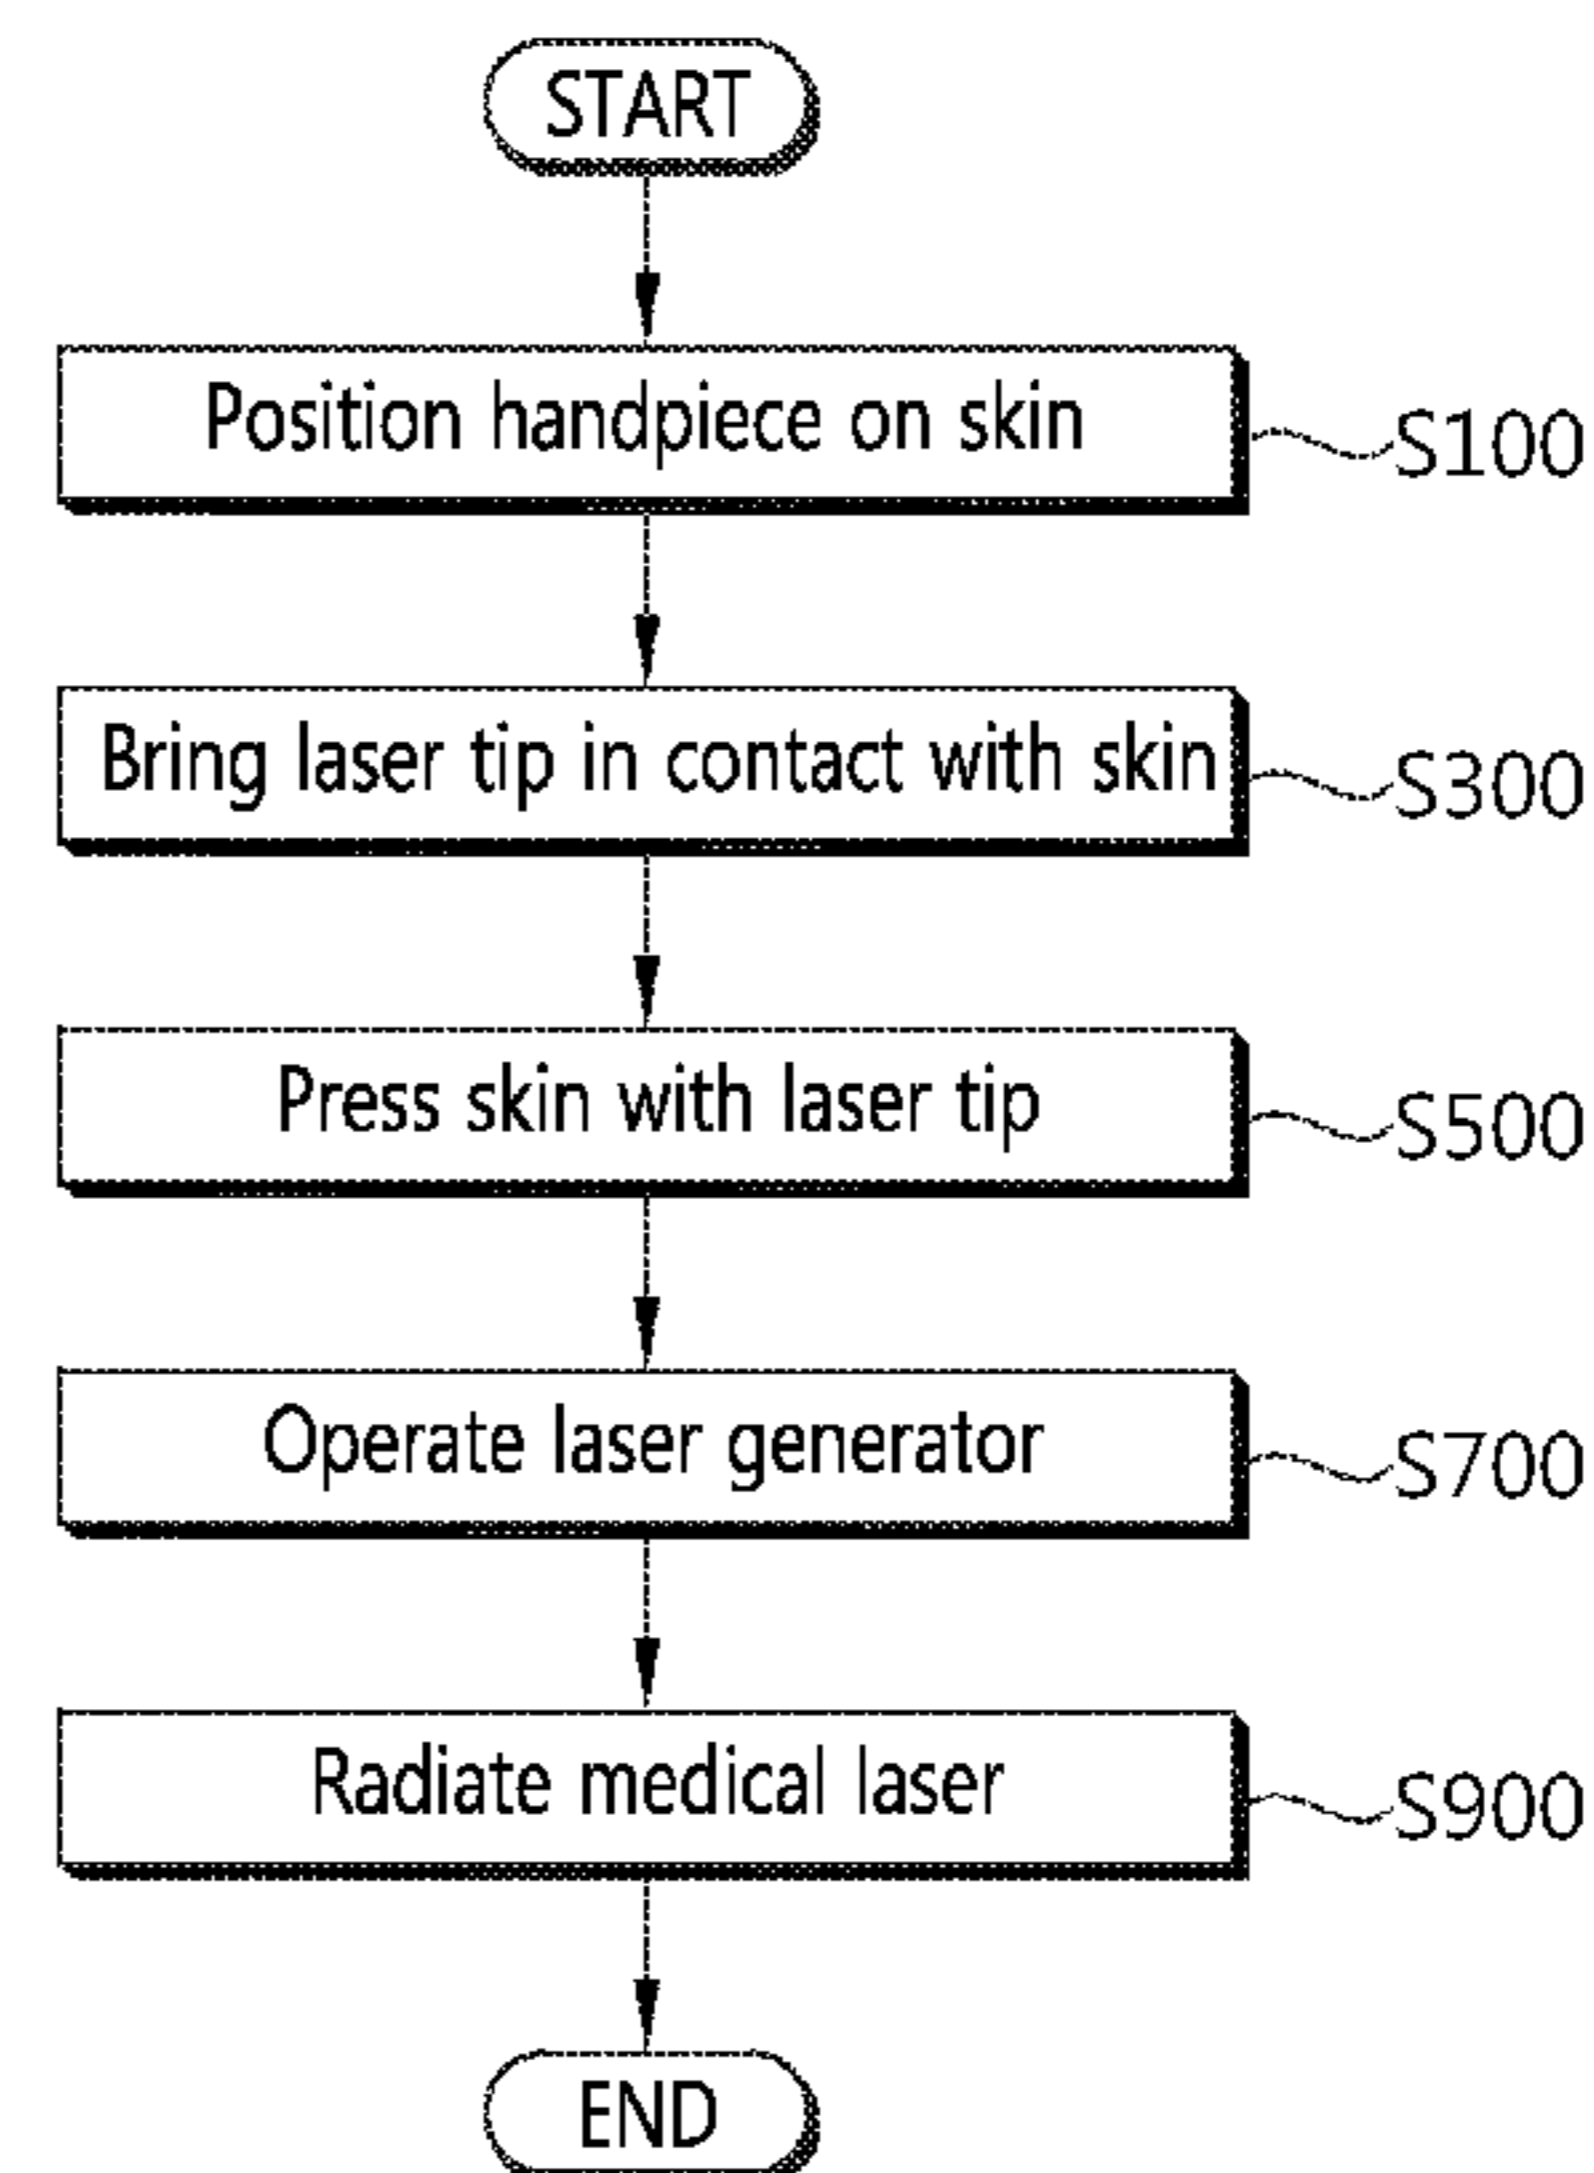 START
Position handpiece on skin
S100
Bring laser tip in contact with skin
S300
Press skin with laser tip
S500
Operate laser generator
S700
Radiate medical laser
S900
END